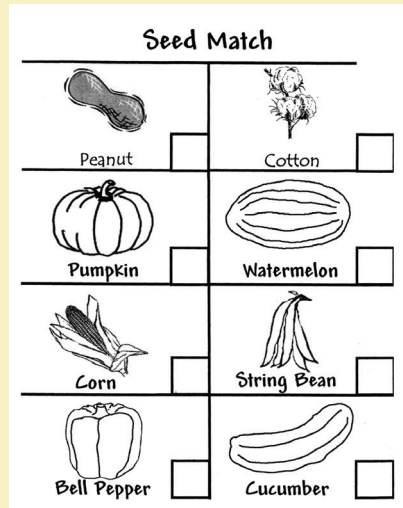 Seed Match
Peanut
Cotton
Pumpkin
Watermelon
Corn
String Bean
Bell Pepper
Cucumber